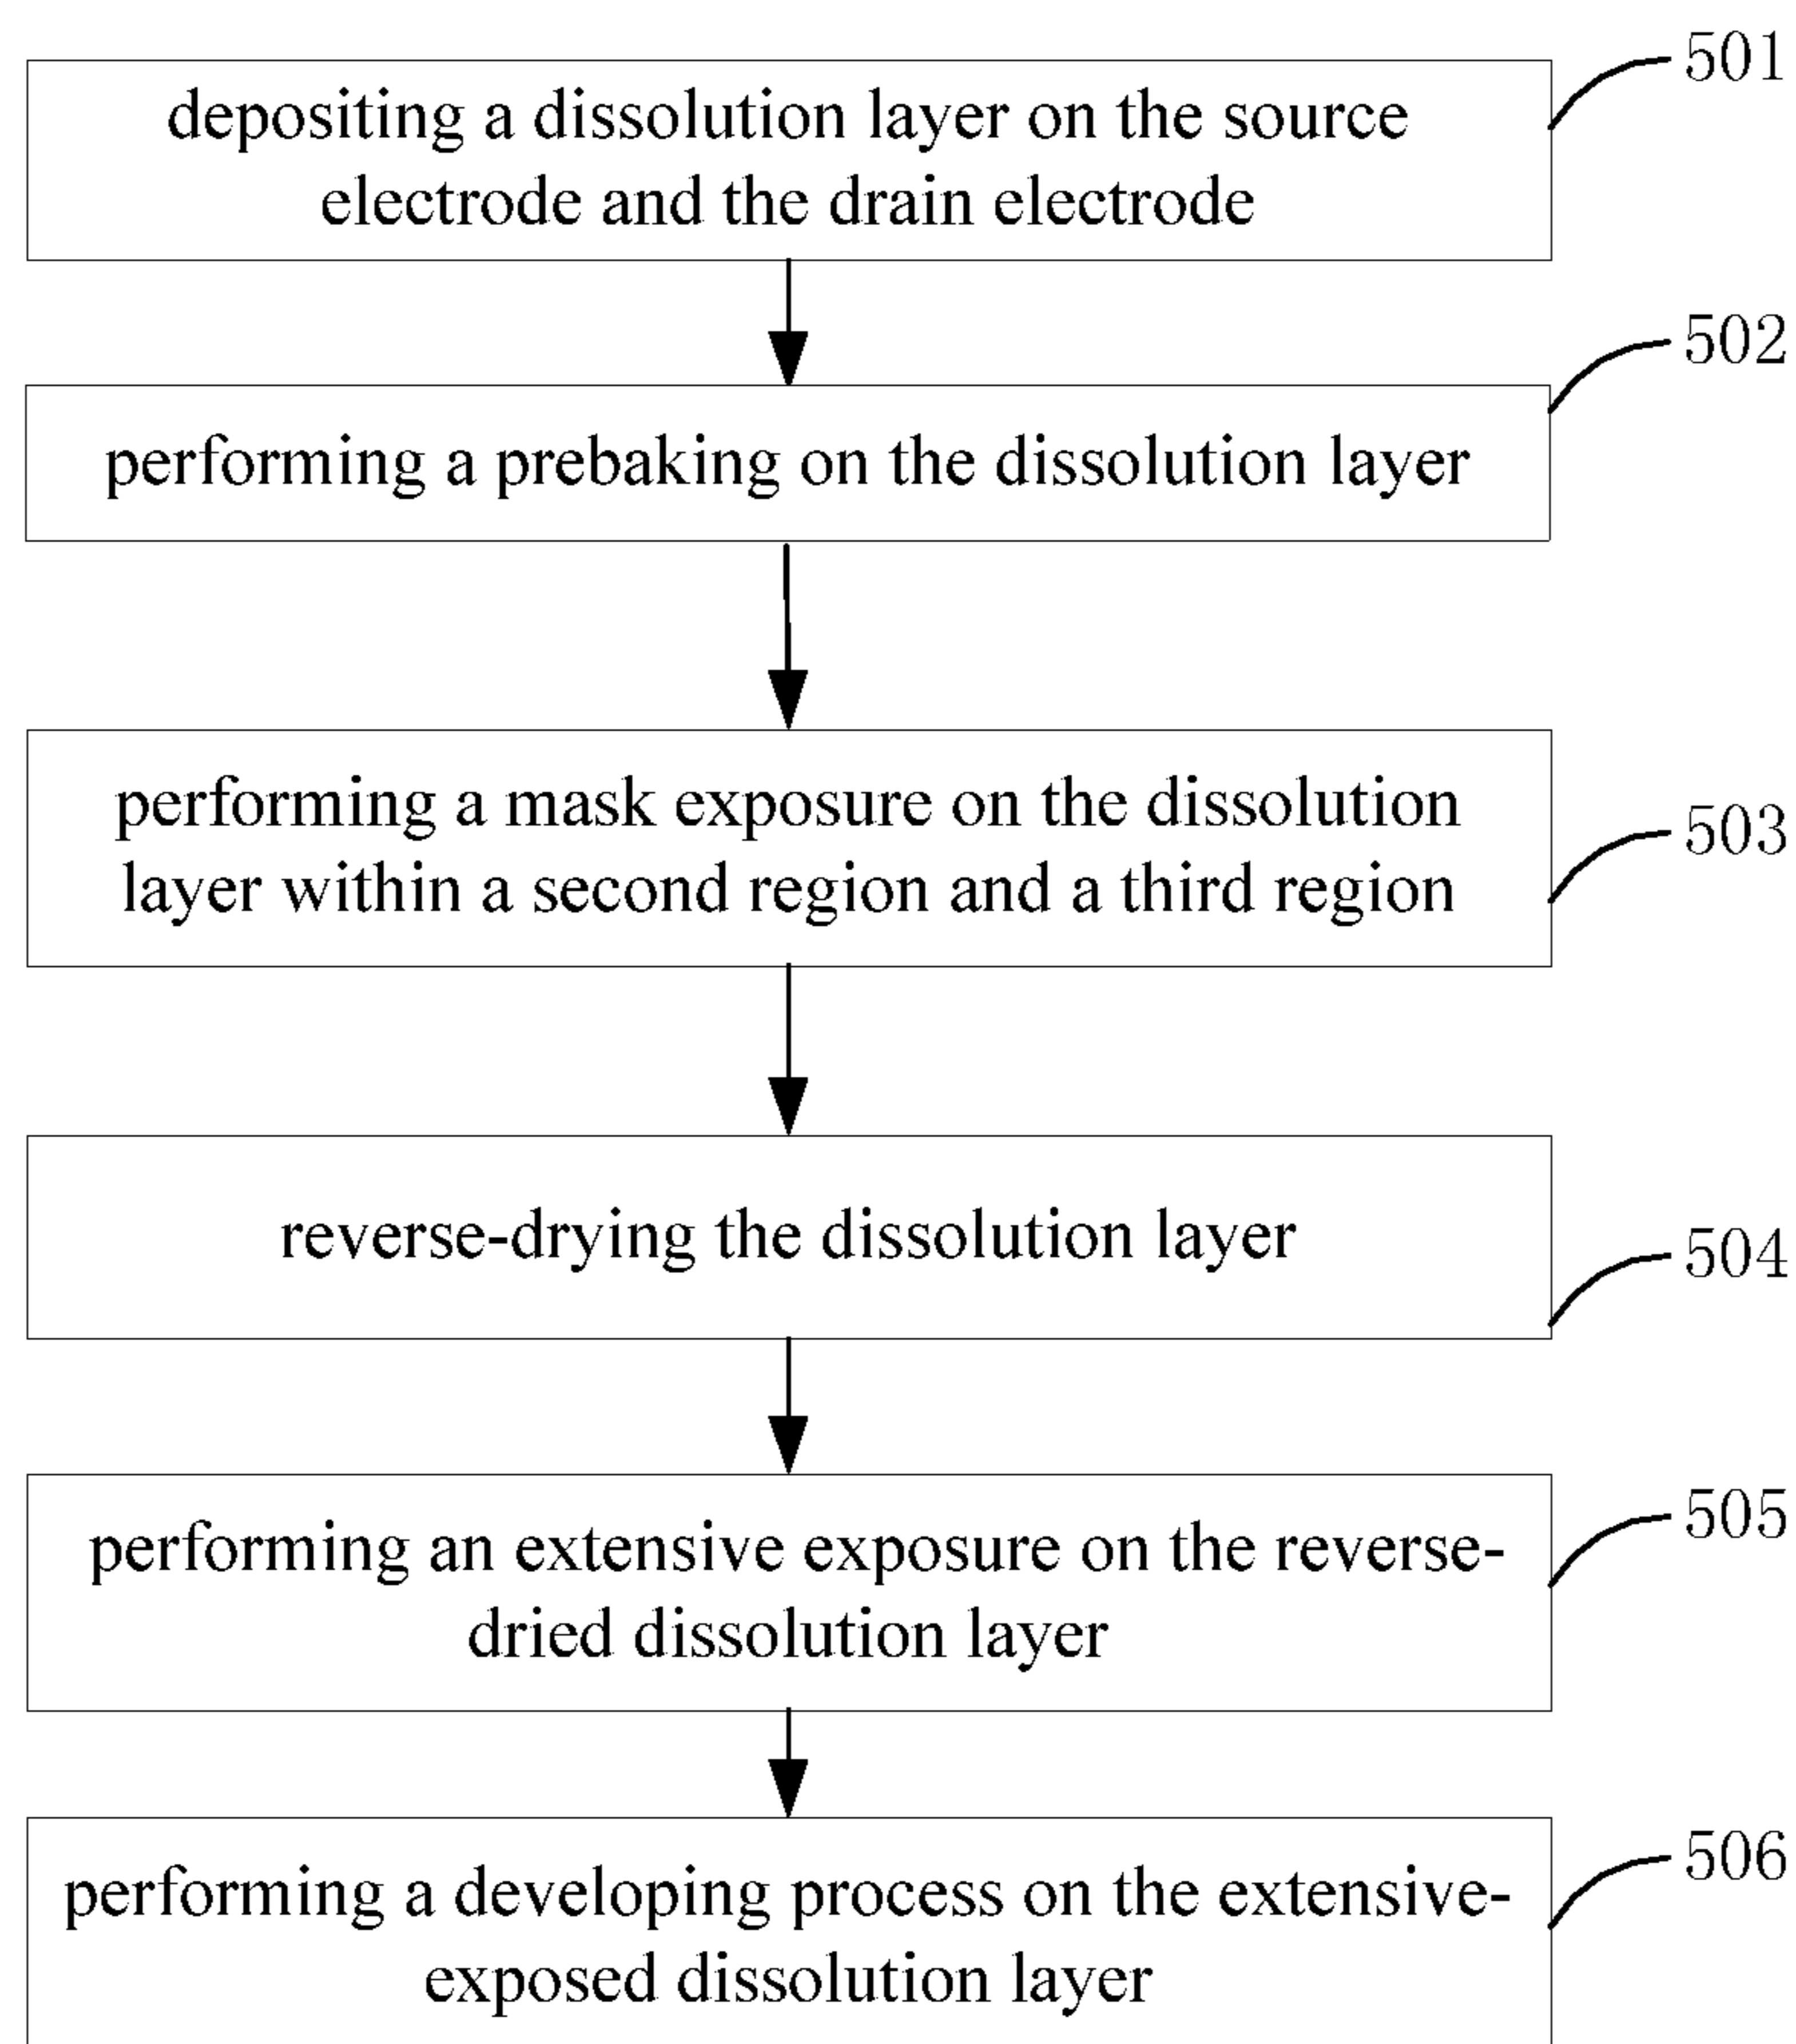 501
depositing a dissolution layer on the source
electrode and the drain electrode
502
performing a prebaking on the dissolution layer
performing a mask exposure on the dissolution
503
layer within a second region and a third region
reverse-drying the dissolution layer
504
505
performing an extensive exposure on the reverse-
dried dissolution layer
506
performing a developing process on the extensive-
exposed dissolution layer